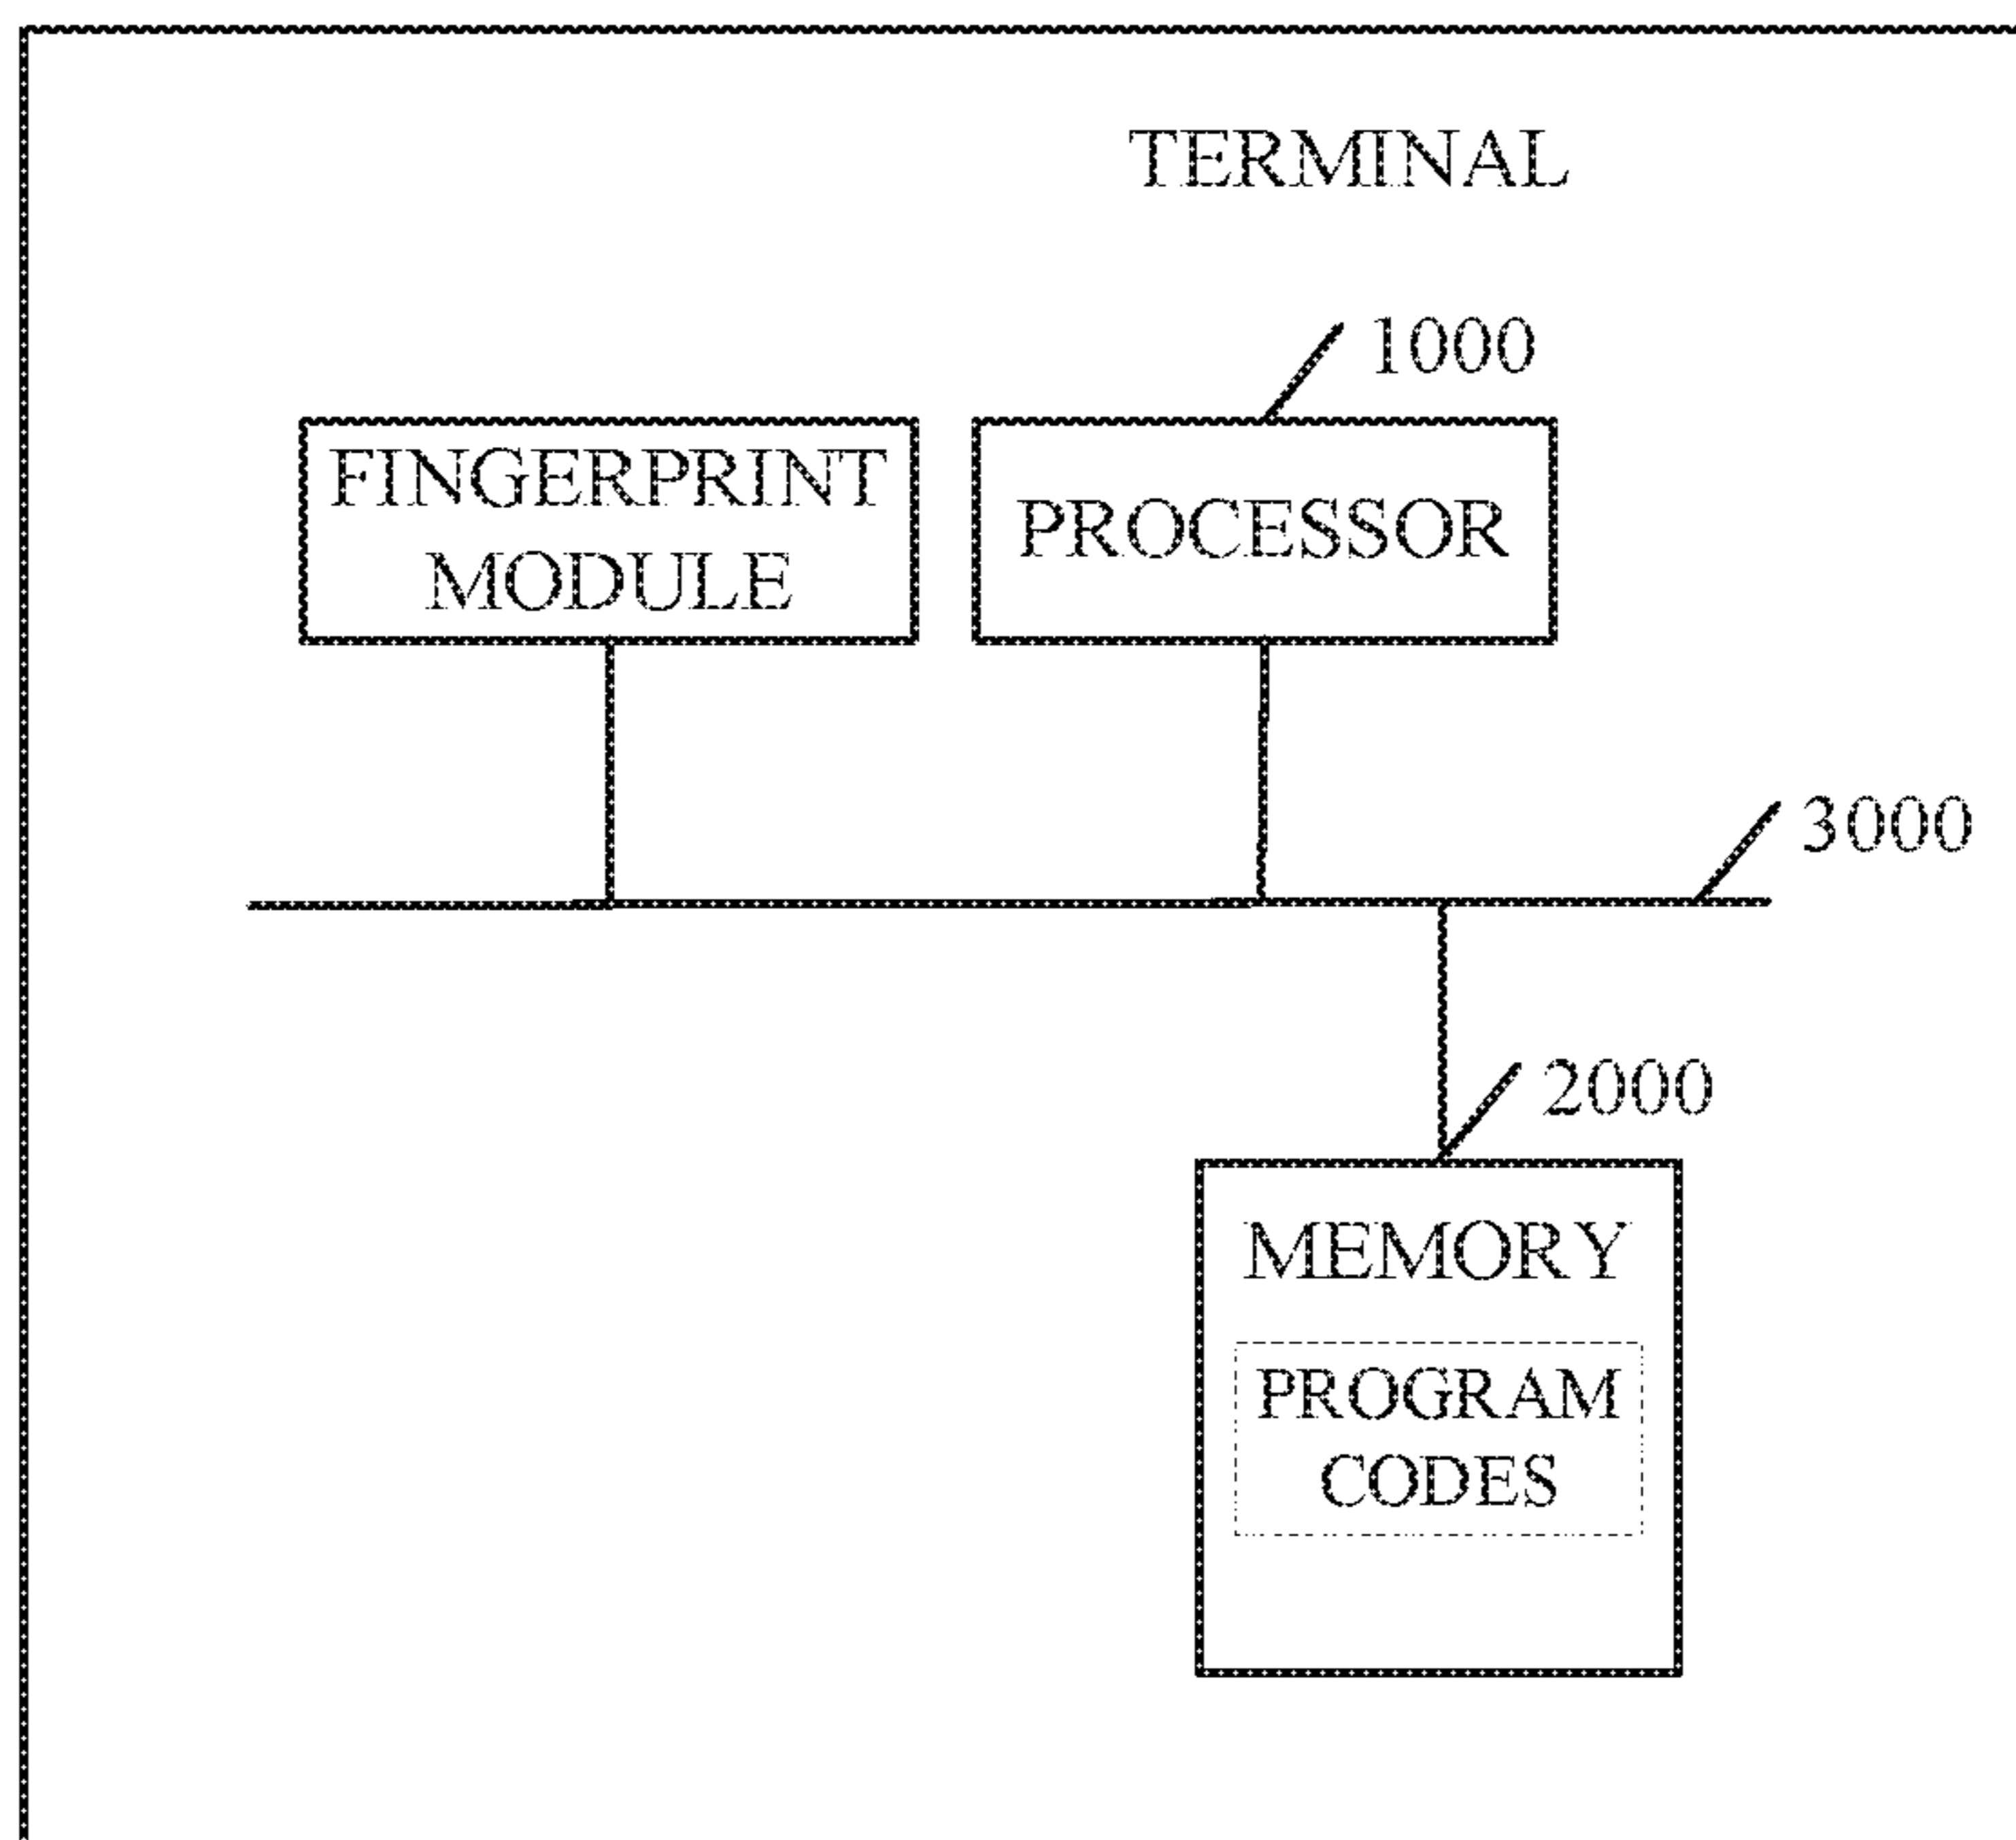 TERMINAL
1000
FINGERPRINT
MODULE
PROCESSOR
3000
2000
MEMORY
PROGRAM
CODES